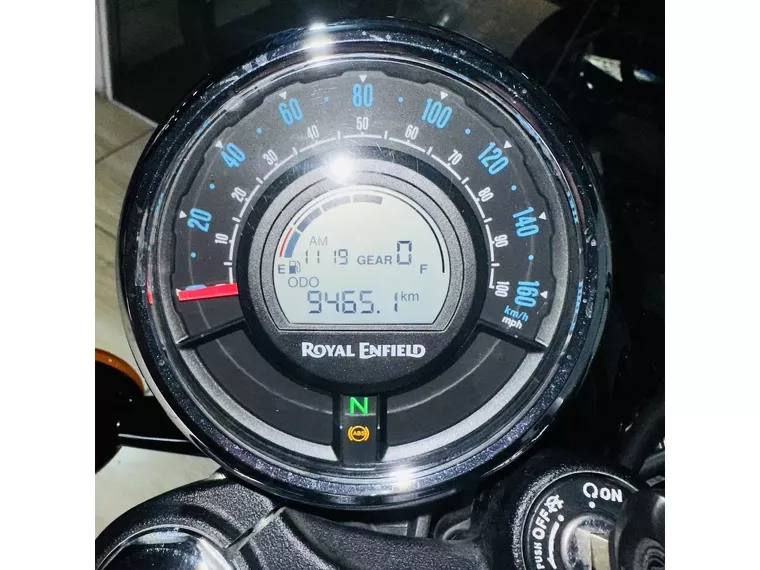 20 40 60 80 100 120 140 160
10 20 30 40 50 60 70 80 90 100
km/h
mph
AM
11 19 GEAR 0
E F
ODO
9465.1 km
ROYAL ENFIELD
N
ABS
ON
OFF
PUSH